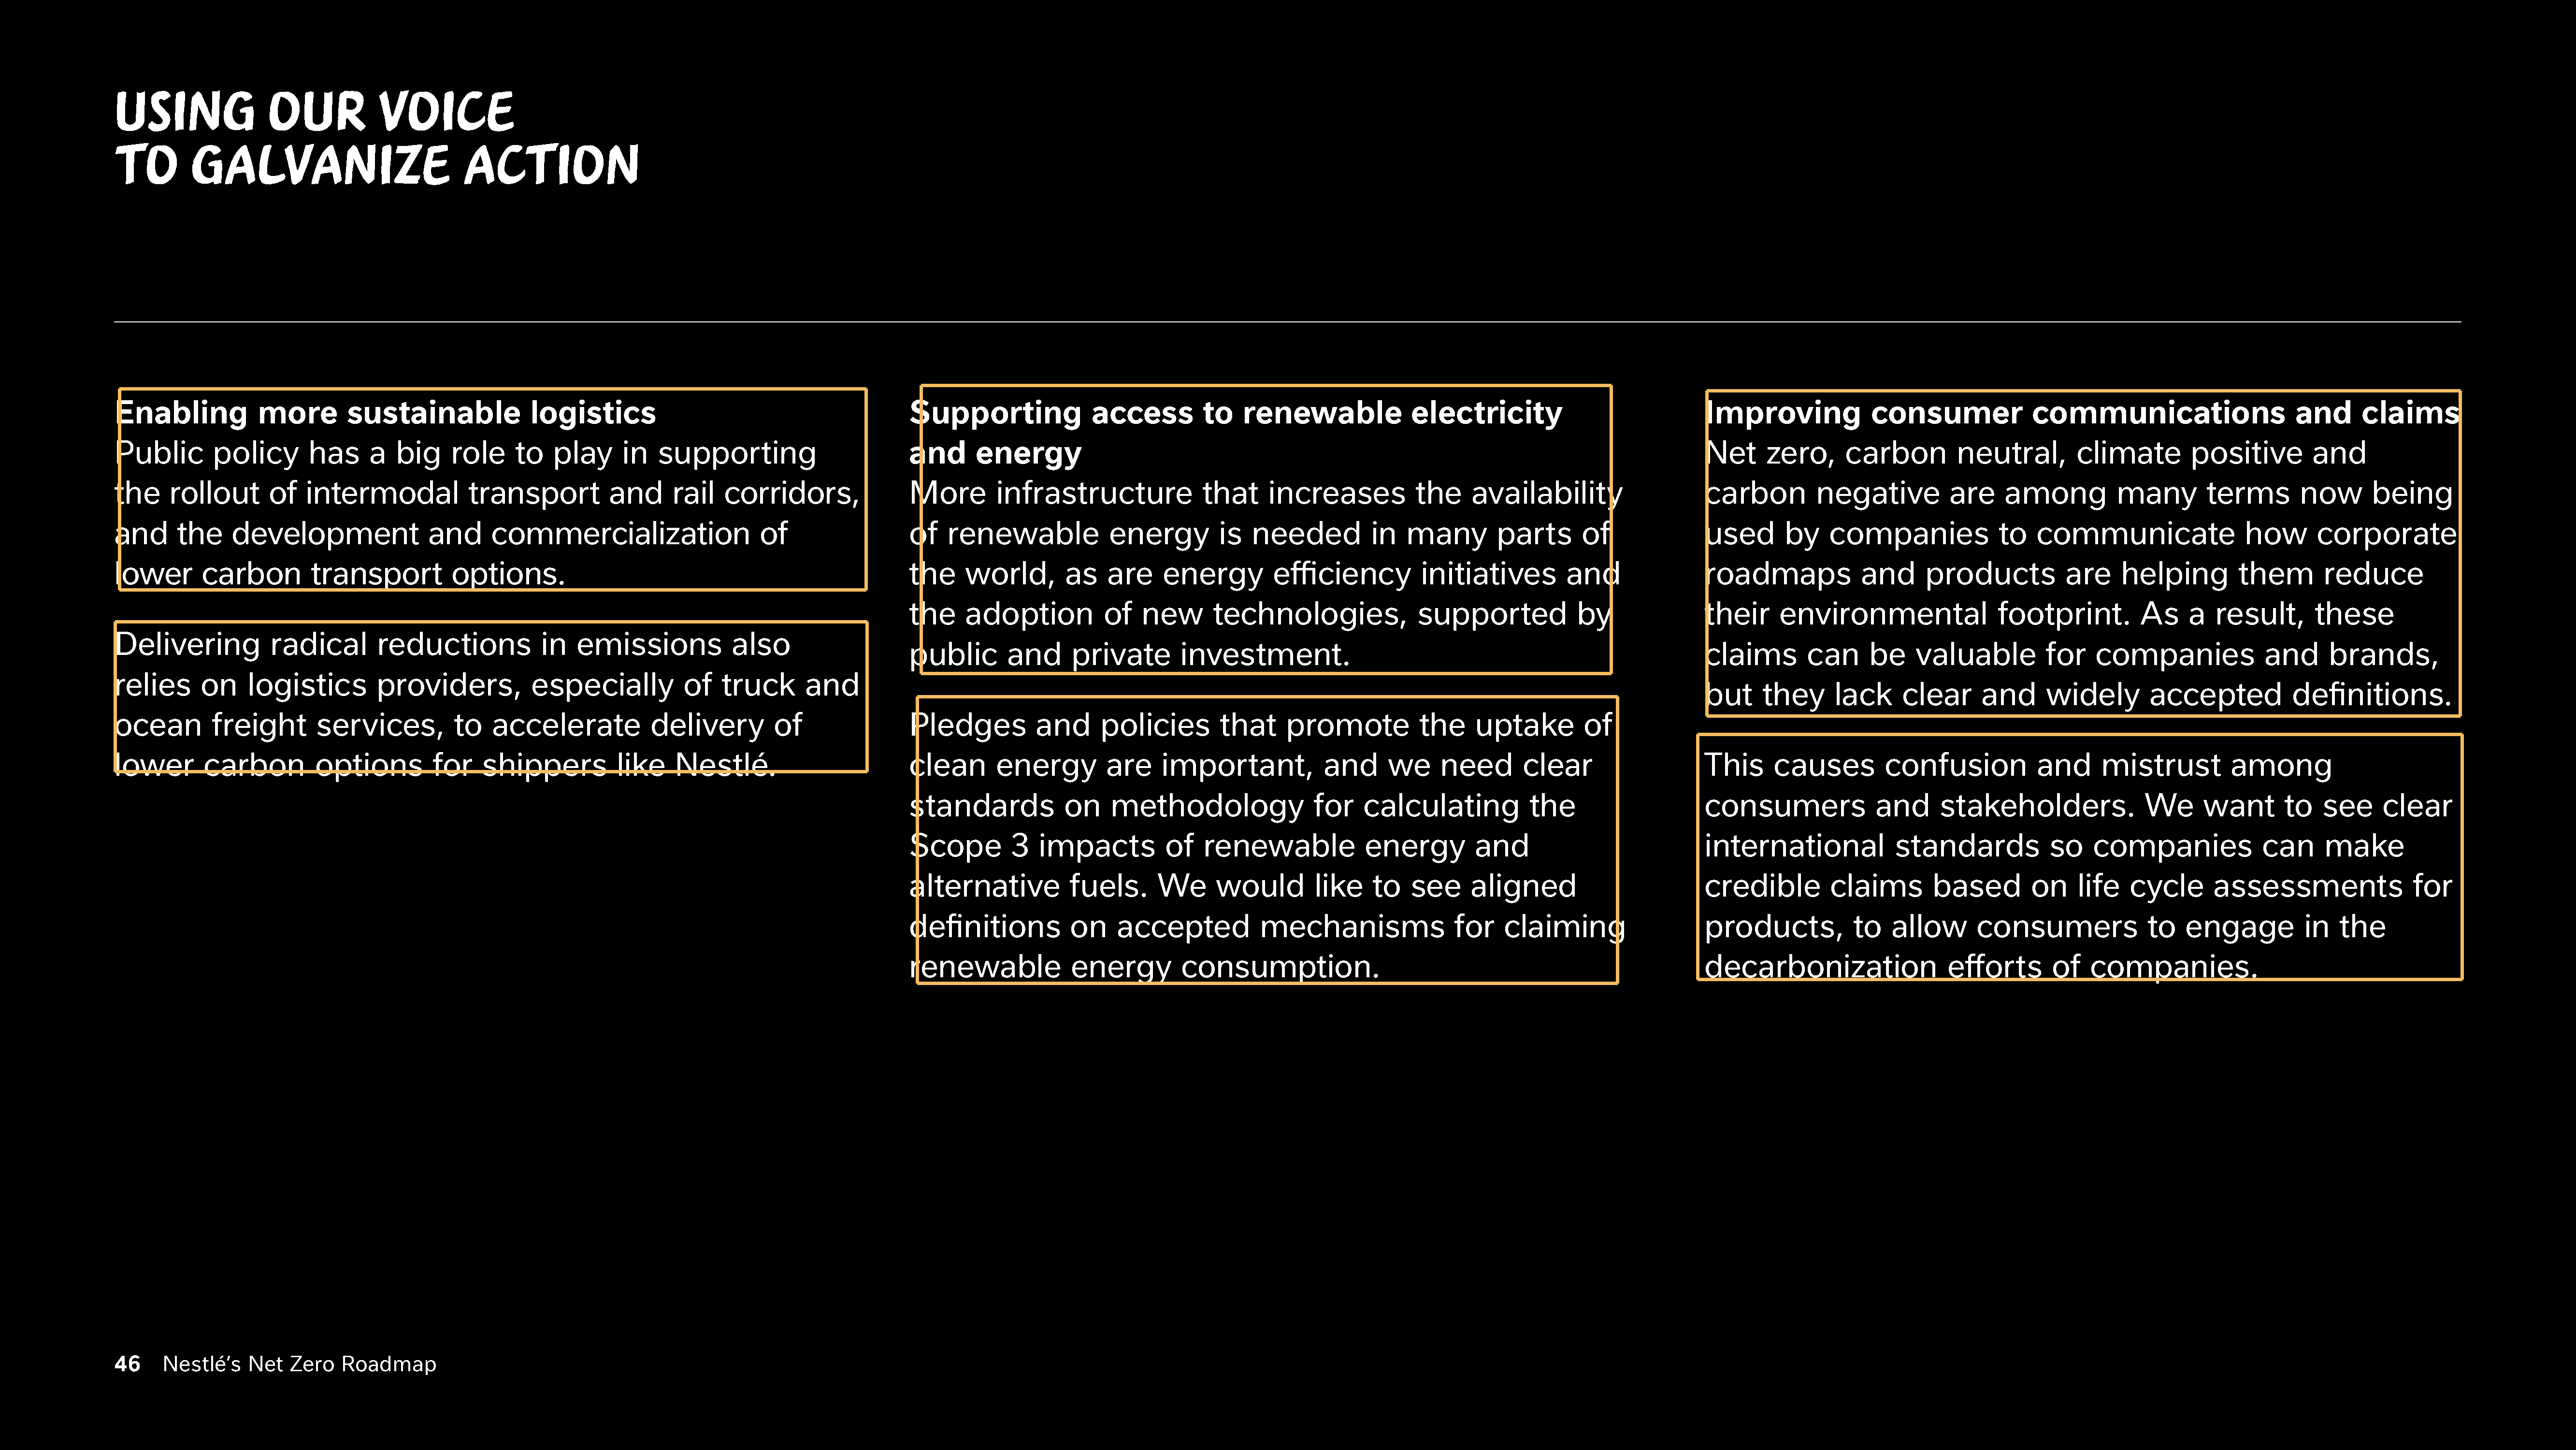 USING OUR VOICE
TO GALVANIZE ACTION
Enabling more sustainable logistics
Public policy has a big role to play in supporting
the rollout of intermodal transport and rail corridors,
and the development and commercialization of
lower carbon transport options.
Delivering radical reductions in emissions also
relies on logistics providers, especially of truck and
ocean freight services, to accelerate delivery of
lower carbon options for shippers like Nestlé.
Supporting access to renewable electricity
and energy
More infrastructure that increases the availability
of renewable energy is needed in many parts of
the world, as are energy efficiency initiatives and
the adoption of new technologies, supported by
public and private investment.
Pledges and policies that promote the uptake of
clean energy are important, and we need clear
standards on methodology for calculating the
Scope 3 impacts of renewable energy and
alternative fuels. We would like to see aligned
definitions on accepted mechanisms for claiming
renewable energy consumption.
Improving consumer communications and claims
Net zero, carbon neutral, climate positive and
carbon negative are among many terms now being
used by companies to communicate how corporate
roadmaps and products are helping them reduce
their environmental footprint. As a result, these
claims can be valuable for companies and brands,
but they lack clear and widely accepted definitions.
This causes confusion and mistrust among
consumers and stakeholders. We want to see clear
international standards so companies can make
credible claims based on life cycle assessments for
products, to allow consumers to engage in the
decarbonization efforts of companies.
46 Nestlé’s Net Zero Roadmap